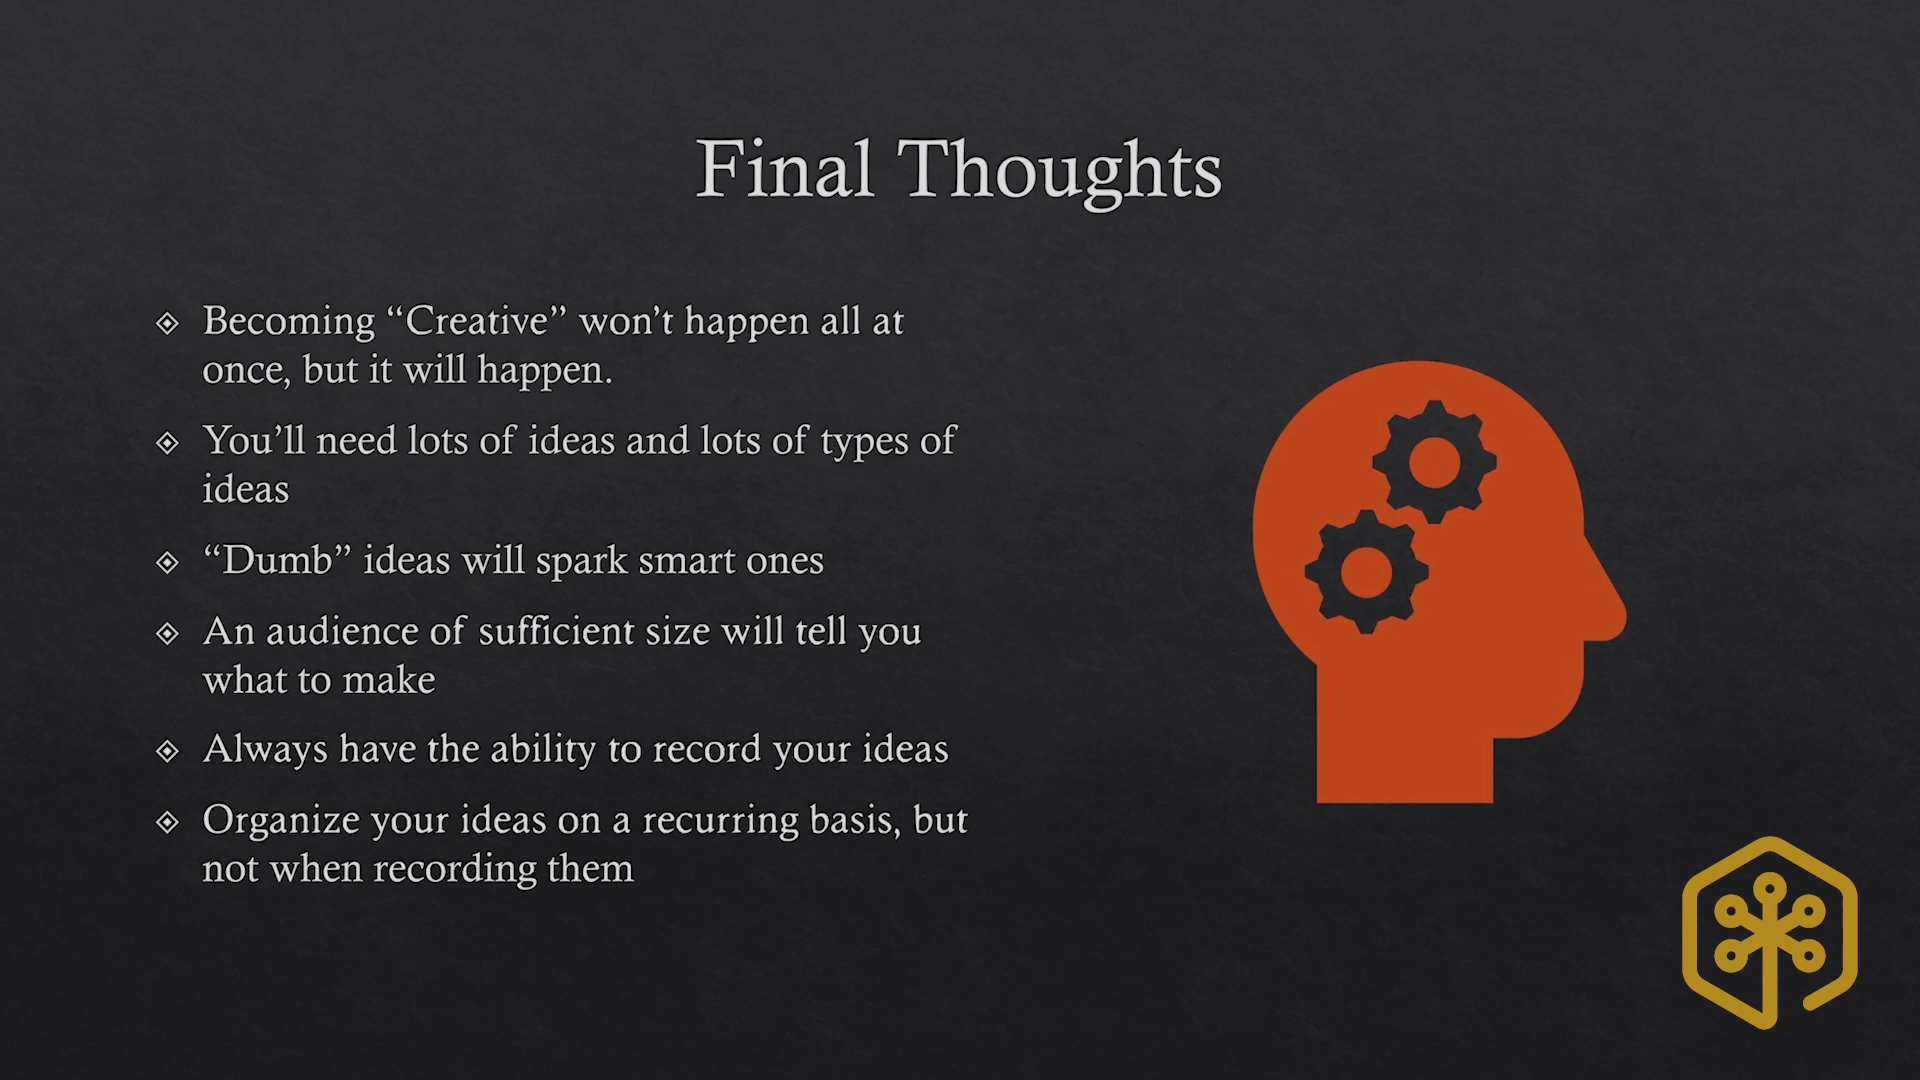 Final Thoughts
Becoming “Creative” won’t happen all at
once, but it will happen.
You’ll need lots of ideas and lots of types of
ideas
“Dumb” ideas will spark smart ones
An audience of sufficient size will tell you
what to make
Always have the ability to record your ideas
Organize your ideas on a recurring basis, but
not when recording them